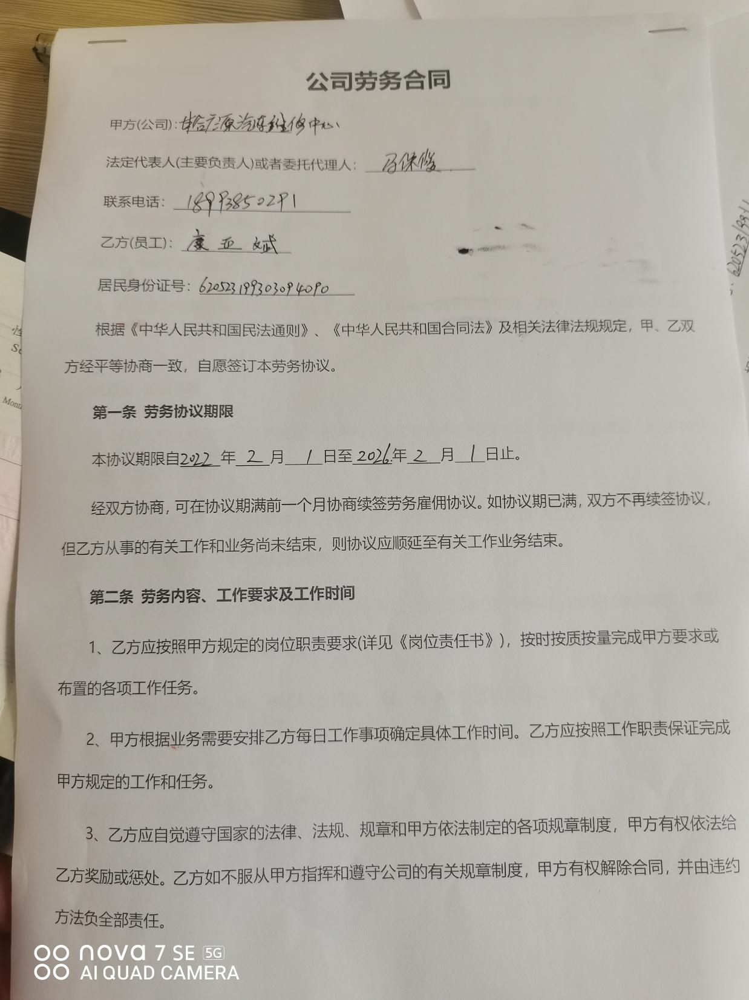 公司劳务合同
甲方(公司):恒广源汽车维修中心
法定代表人(主要负责人)或者委托代理人: 马保俊
联系电话: 18993850291
乙方(员工): 康亚斌
居民身份证号: 620523199303094090
根据《中华人民共和国民法通则》、《中华人民共和国合同法》及相关法律法规规定，甲、乙双
方经平等协商一致，自愿签订本劳务协议。
第一条 劳务协议期限
本协议期限自2022年2月1日至2026年2月1日止。
经双方协商，可在协议期满前一个月协商续签劳务雇佣协议。如协议期已满，双方不再续签协议，
但乙方从事的有关工作和业务尚未结束，则协议应顺延至有关工作业务结束。
第二条 劳务内容、工作要求及工作时间
1、乙方应按照甲方规定的岗位职责要求(详见《岗位责任书》)，按时按质按量完成甲方要求或
布置的各项工作任务。
2、甲方根据业务需要安排乙方每日工作事项确定具体工作时间。乙方应按照工作职责保证完成
甲方规定的工作和任务。
3、乙方应自觉遵守国家的法律、法规、规章和甲方依法制定的各项规章制度，甲方有权依法给
乙方奖励或惩处。乙方如不服从甲方指挥和遵守公司的有关规章制度，甲方有权解除合同，并由违约
方法负全部责任。
nova 7 SE 5G
AI QUAD CAMERA